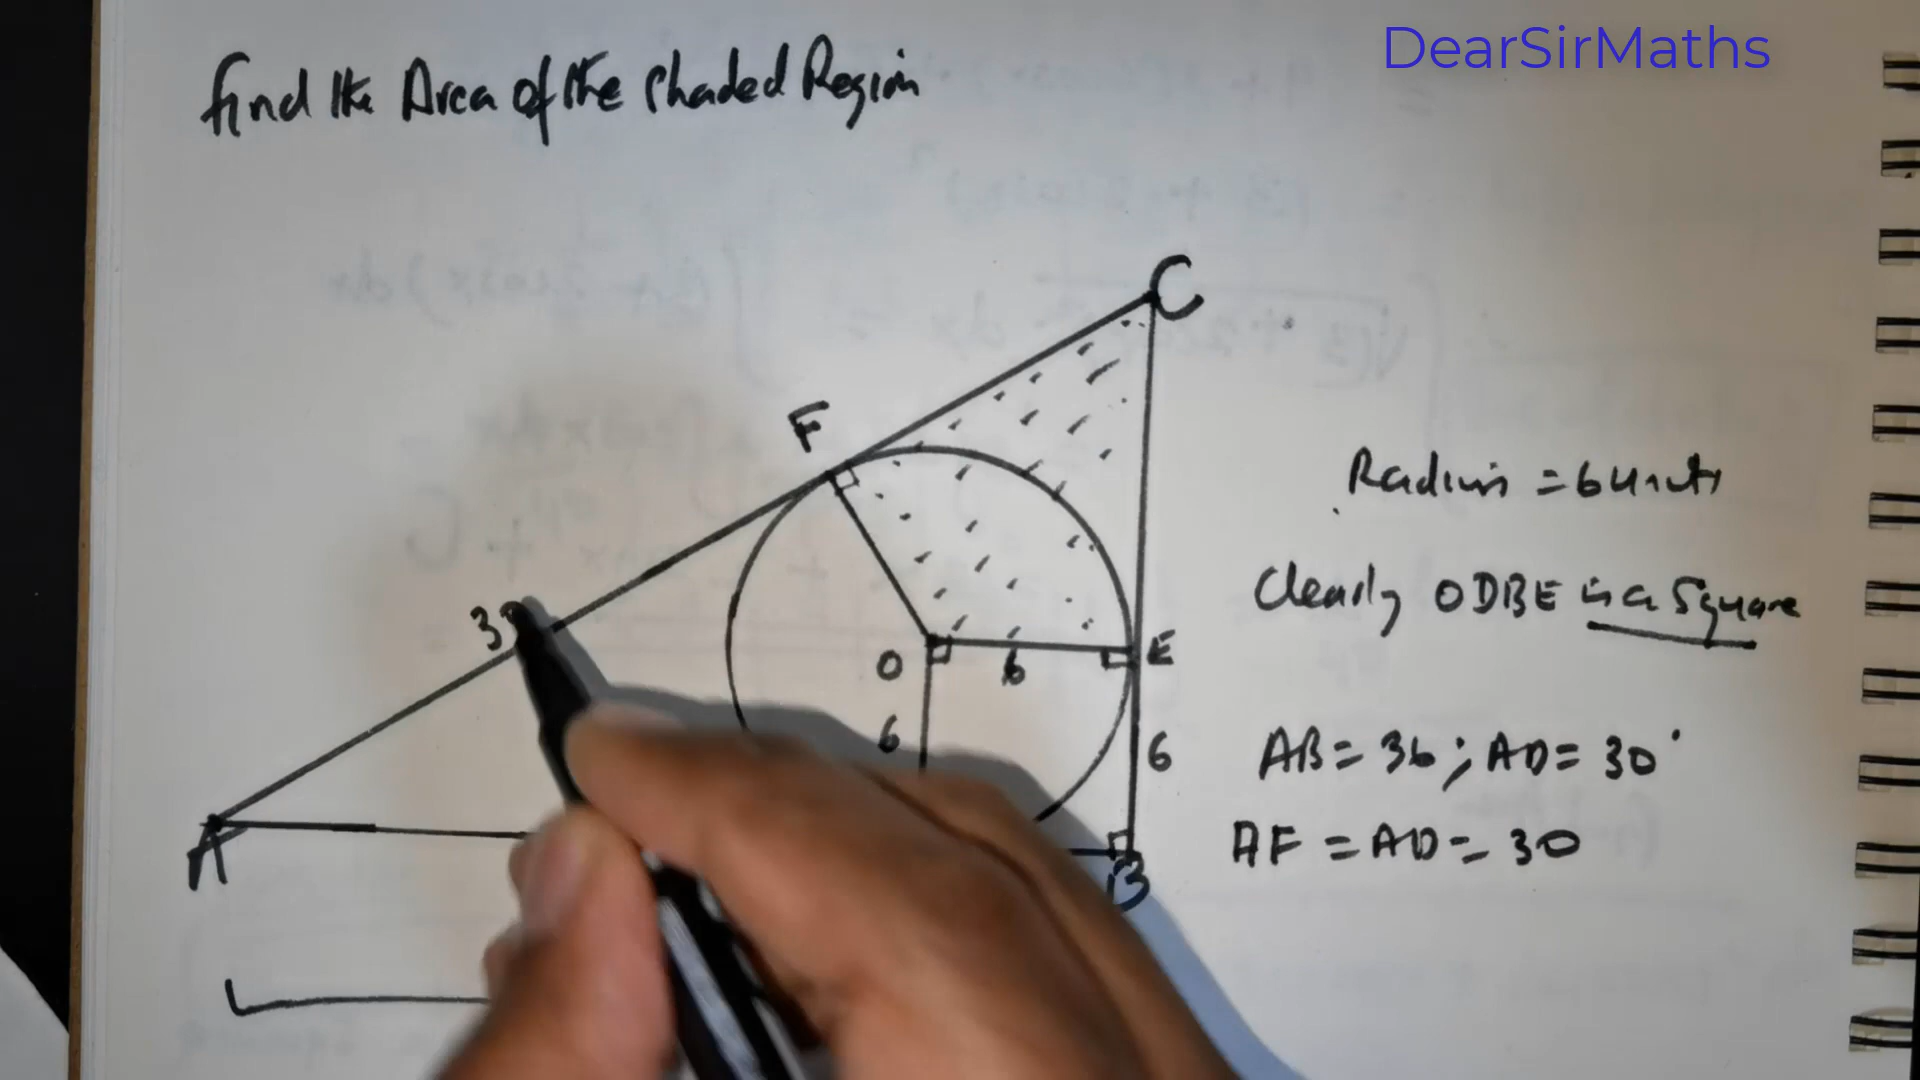 DearSirMaths
find the Area of the shaded Region
C
F
Radius = 6 units
30
Clearly ODBE is a Square
O
6
E
6
6
AB = 36 ; AD = 30
A
B
AF = AD = 30